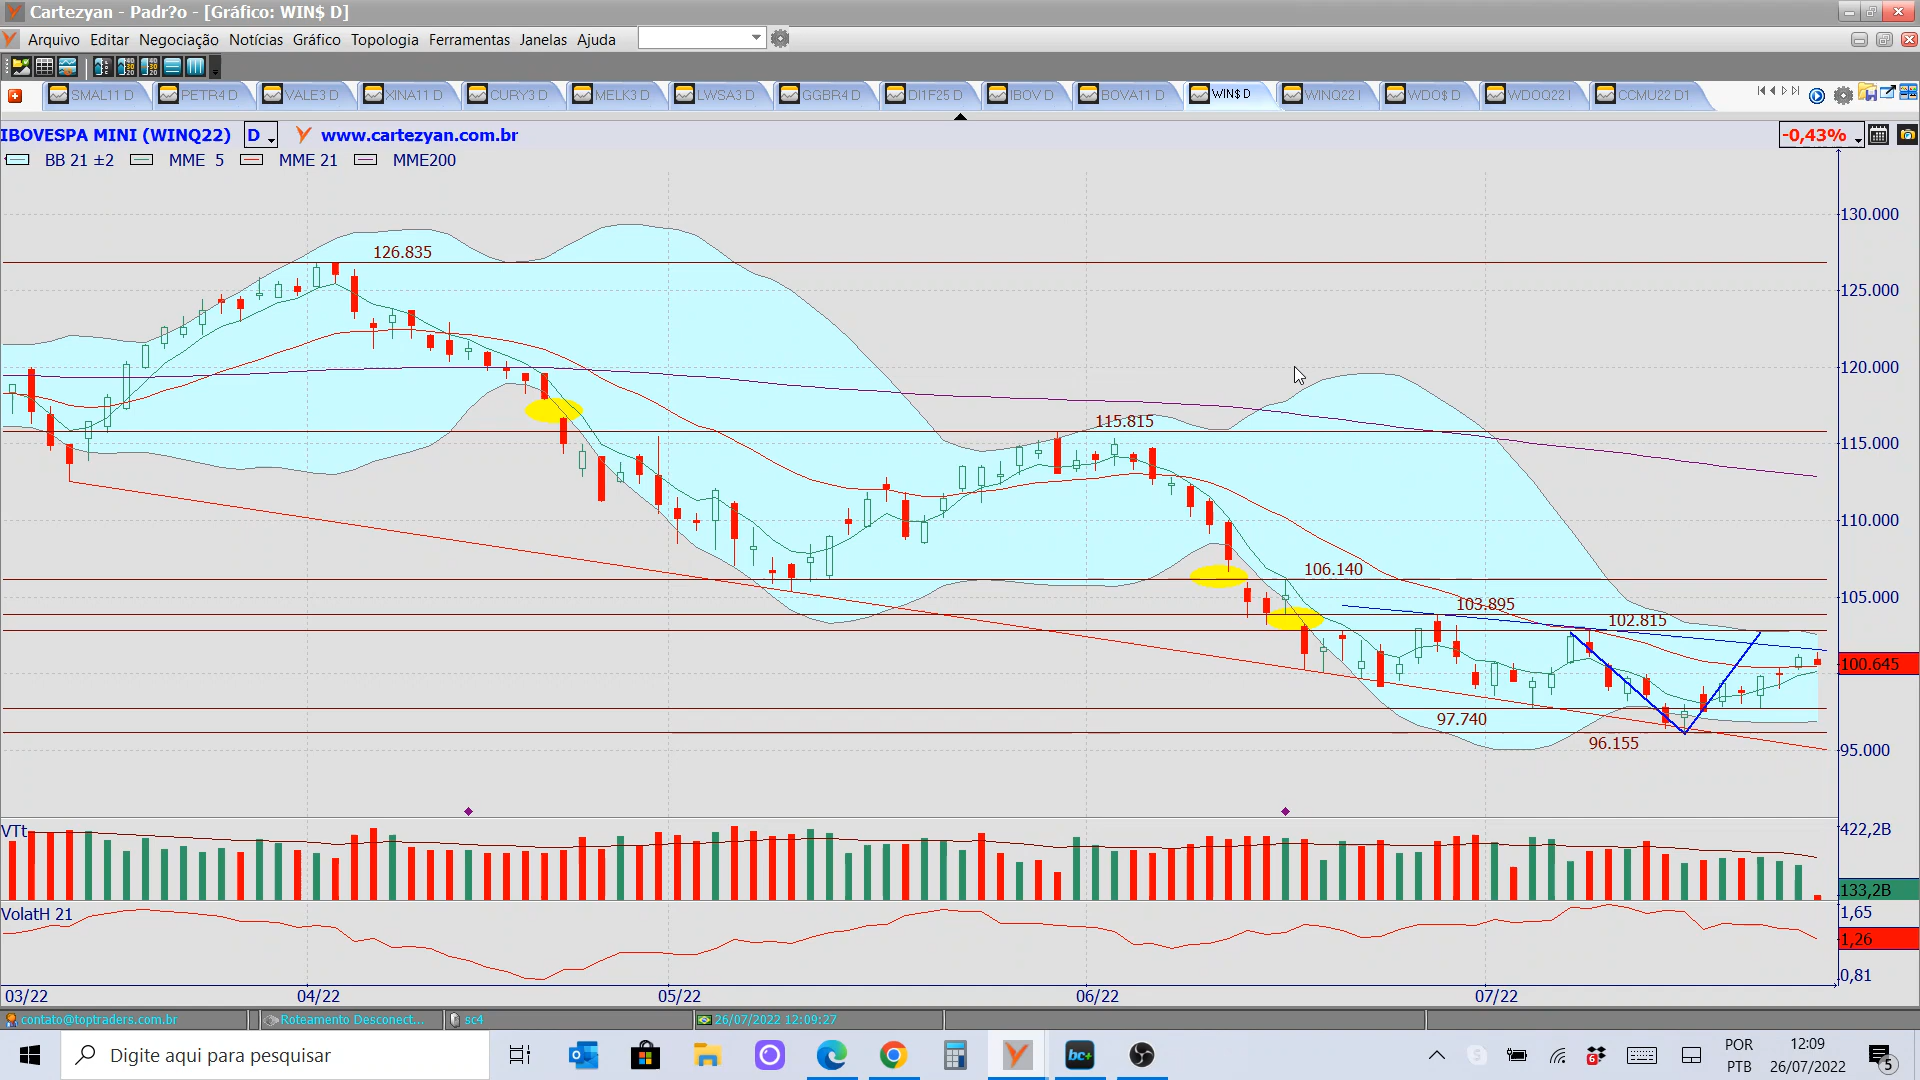 Cartezyan - Padr?o - [Gráfico: WIN$ D]
Arquivo Editar Negociação Notícias Gráfico Topologia Ferramentas Janelas Ajuda
SMAL11 D PETR4 D VALE3 D XINA11 D CURY3 D MELK3 D LWSA3 D GGBR4 D DI1F25 D IBOV D BOVA11 D WIN$ D WINQ22 I WDO$ D WDOQ22 I CCMU22 D1
IBOVESPA MINI (WINQ22) D www.cartezyan.com.br -0,43%
BB 21 ±2 MME 5 MME 21 MME200
130.000
126.835
125.000
120.000
115.815
115.000
110.000
106.140
105.000
103.895
102.815
100.645
97.740
96.155
95.000
VTt 422,2B
133,2B
VolatH 21 1,65
1,26
0,81
03/22 04/22 05/22 06/22 07/22
contato@toptraders.com.br Roteamento Desconect... sc4 26/07/2022 12:09:27
Digite aqui para pesquisar
bc+
6
POR
PTB
12:09
26/07/2022
5